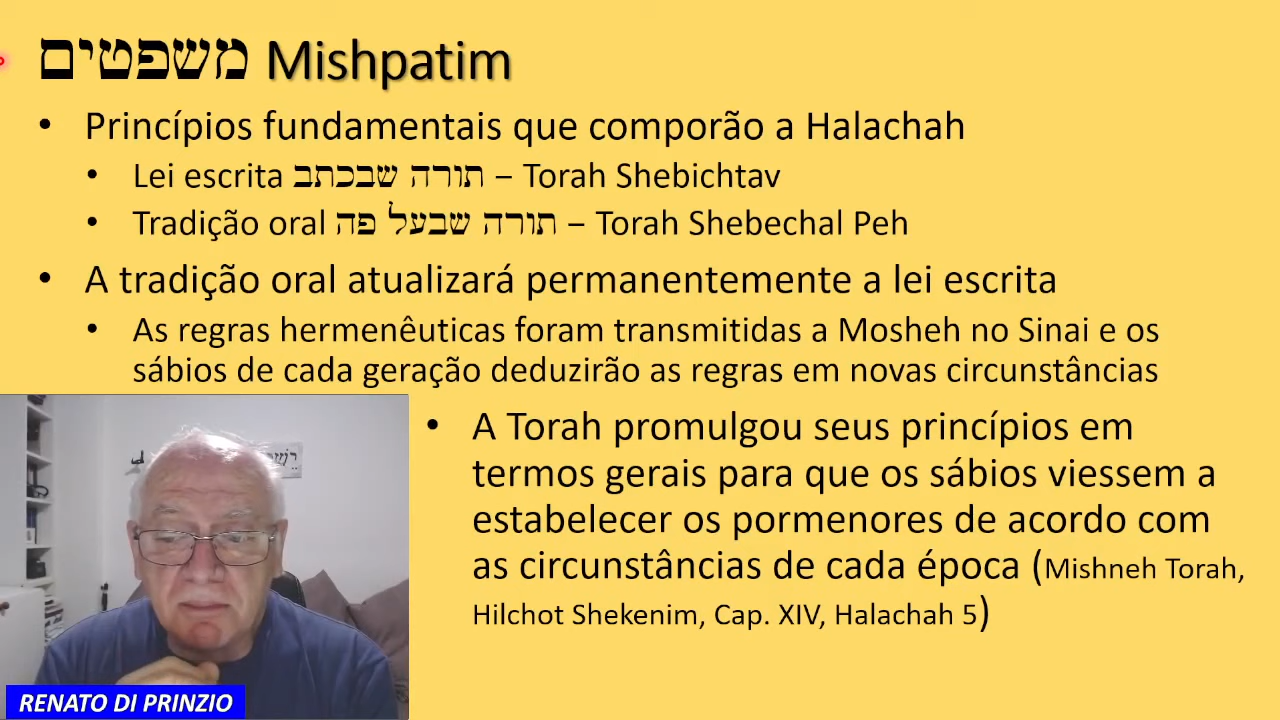 משפטים Mishpatim
• Princípios fundamentais que comporão a Halachah
• Lei escrita תורה שבכתב – Torah Shebichtav
• Tradição oral תורה שבעל פה – Torah Shebechal Peh
• A tradição oral atualizará permanentemente a lei escrita
• As regras hermenêuticas foram transmitidas a Mosheh no Sinai e os
sábios de cada geração deduzirão as regras em novas circunstâncias
• A Torah promulgou seus princípios em
termos gerais para que os sábios viessem a
estabelecer os pormenores de acordo com
as circunstâncias de cada época (Mishneh Torah,
Hilchot Shekenim, Cap. XIV, Halachah 5)
RENATO DI PRINZIO